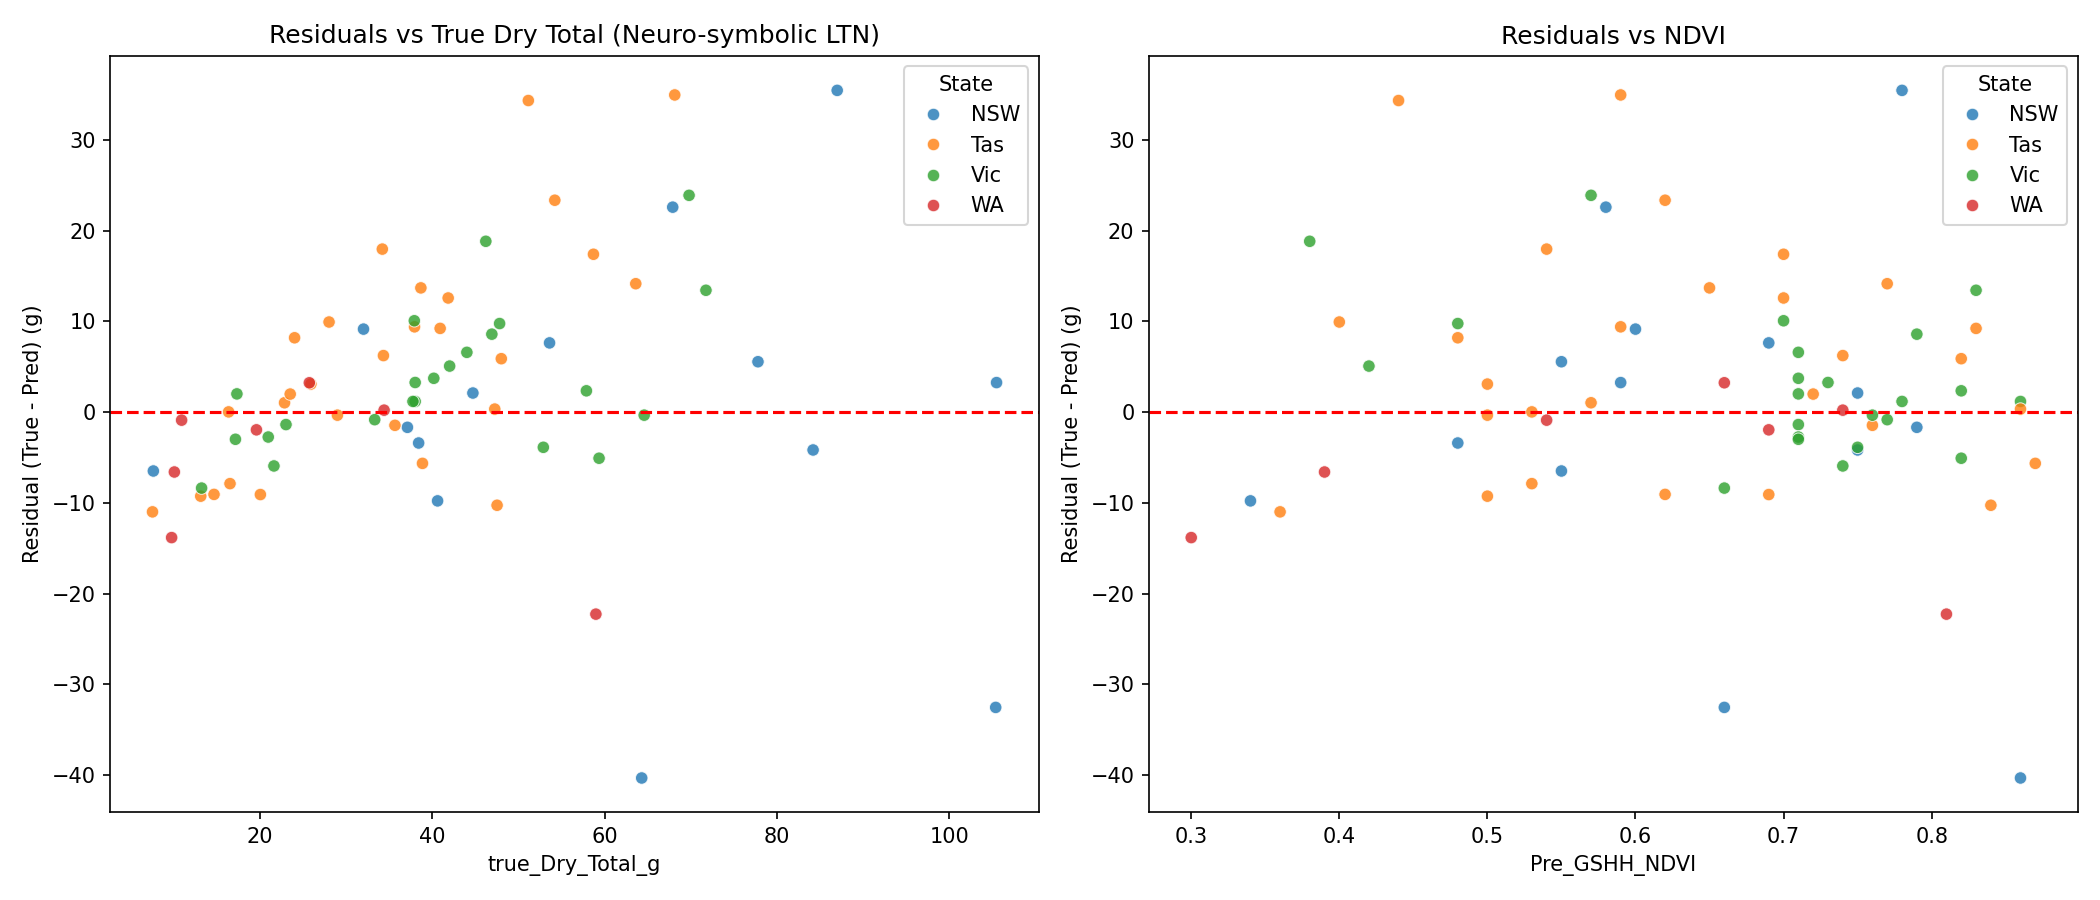 Residuals vs True Dry Total (Neuro-symbolic LTN)
Residual (True - Pred) (g)
30
20
10
0
−10
−20
−30
−40
20
40
60
80
100
true_Dry_Total_g
State
NSW
Tas
Vic
WA
Residuals vs NDVI
Residual (True - Pred) (g)
30
20
10
0
−10
−20
−30
−40
0.3
0.4
0.5
0.6
0.7
0.8
Pre_GSHH_NDVI
State
NSW
Tas
Vic
WA